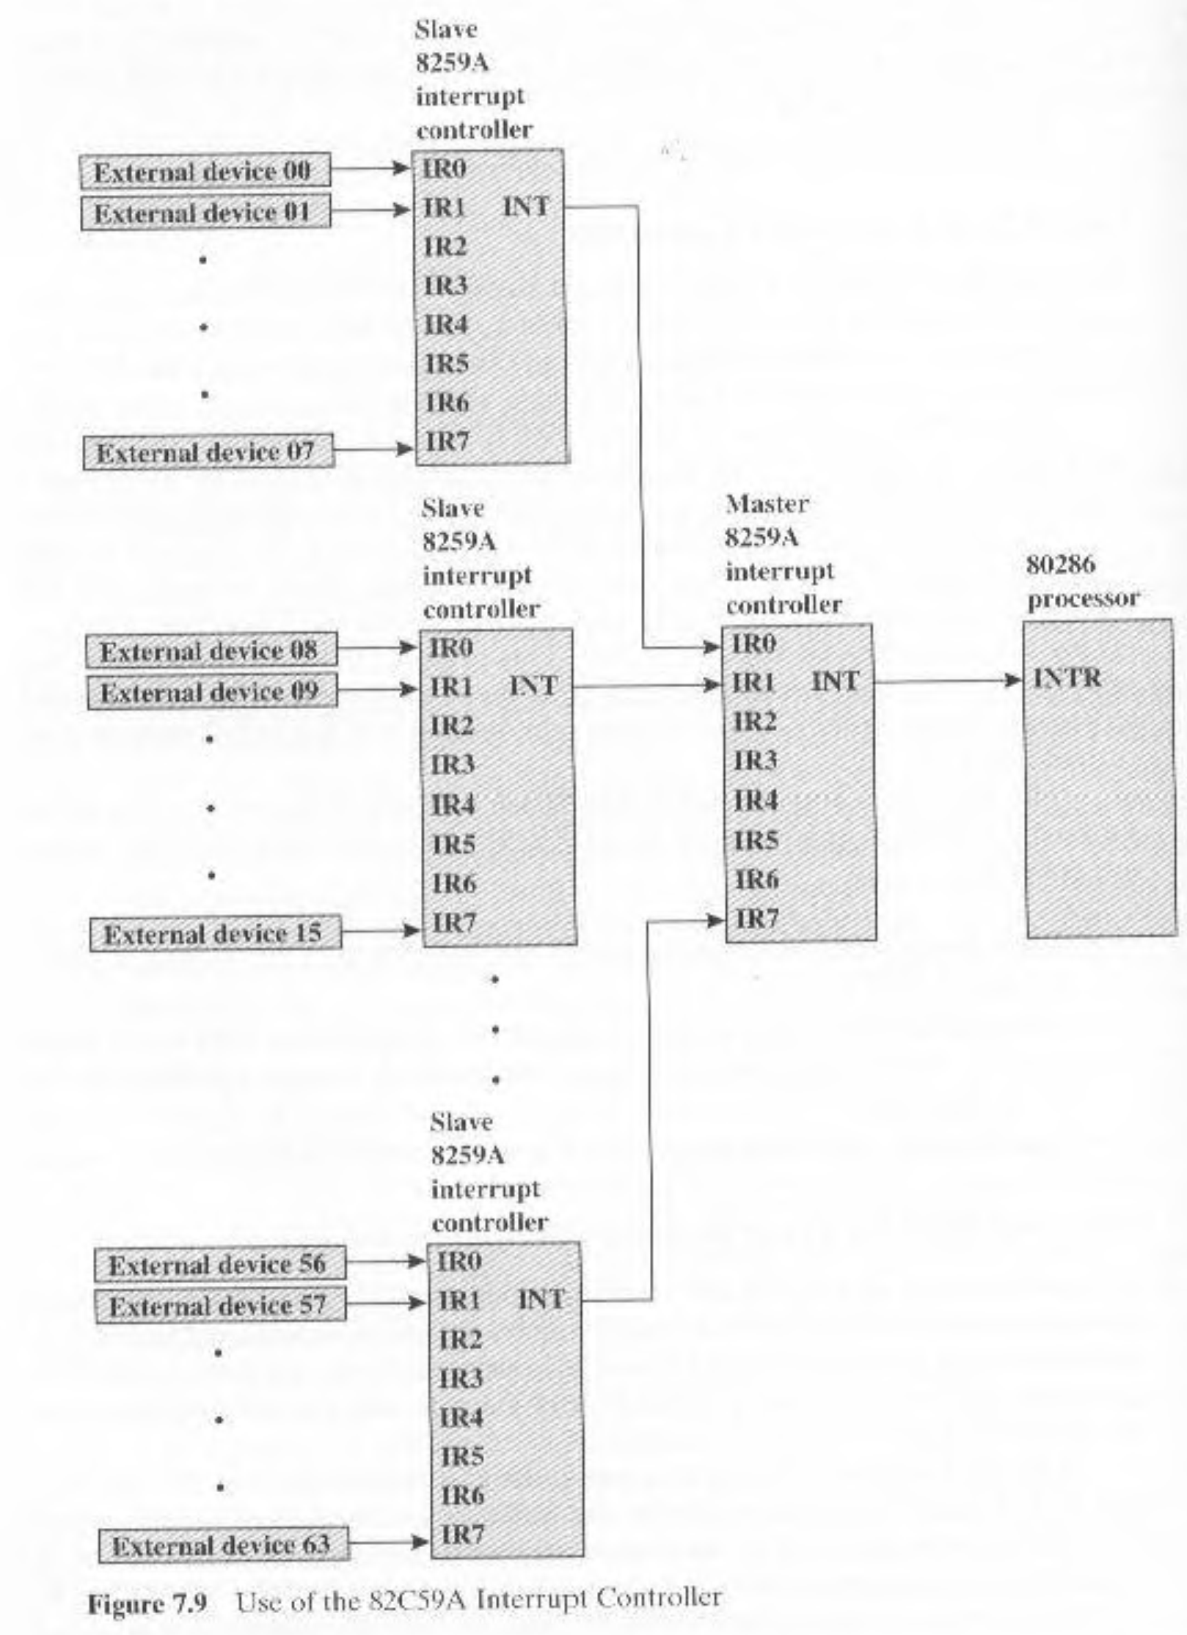 Slave
8259A
interrupt
controller
External device 00
External device 01
External device 07
IR0
IR1 INT
IR2
IR3
IR4
IR5
IR6
IR7
Slave
8259A
interrupt
controller
External device 08
External device 09
External device 15
IR0
IR1 INT
IR2
IR3
IR4
IR5
IR6
IR7
Master
8259A
interrupt
controller
IR0
IR1 INT
IR2
IR3
IR4
IR5
IR6
IR7
80286
processor
INTR
Slave
8259A
interrupt
controller
External device 56
External device 57
External device 63
IR0
IR1 INT
IR2
IR3
IR4
IR5
IR6
IR7
Figure 7.9 Use of the 82C59A Interrupt Controller